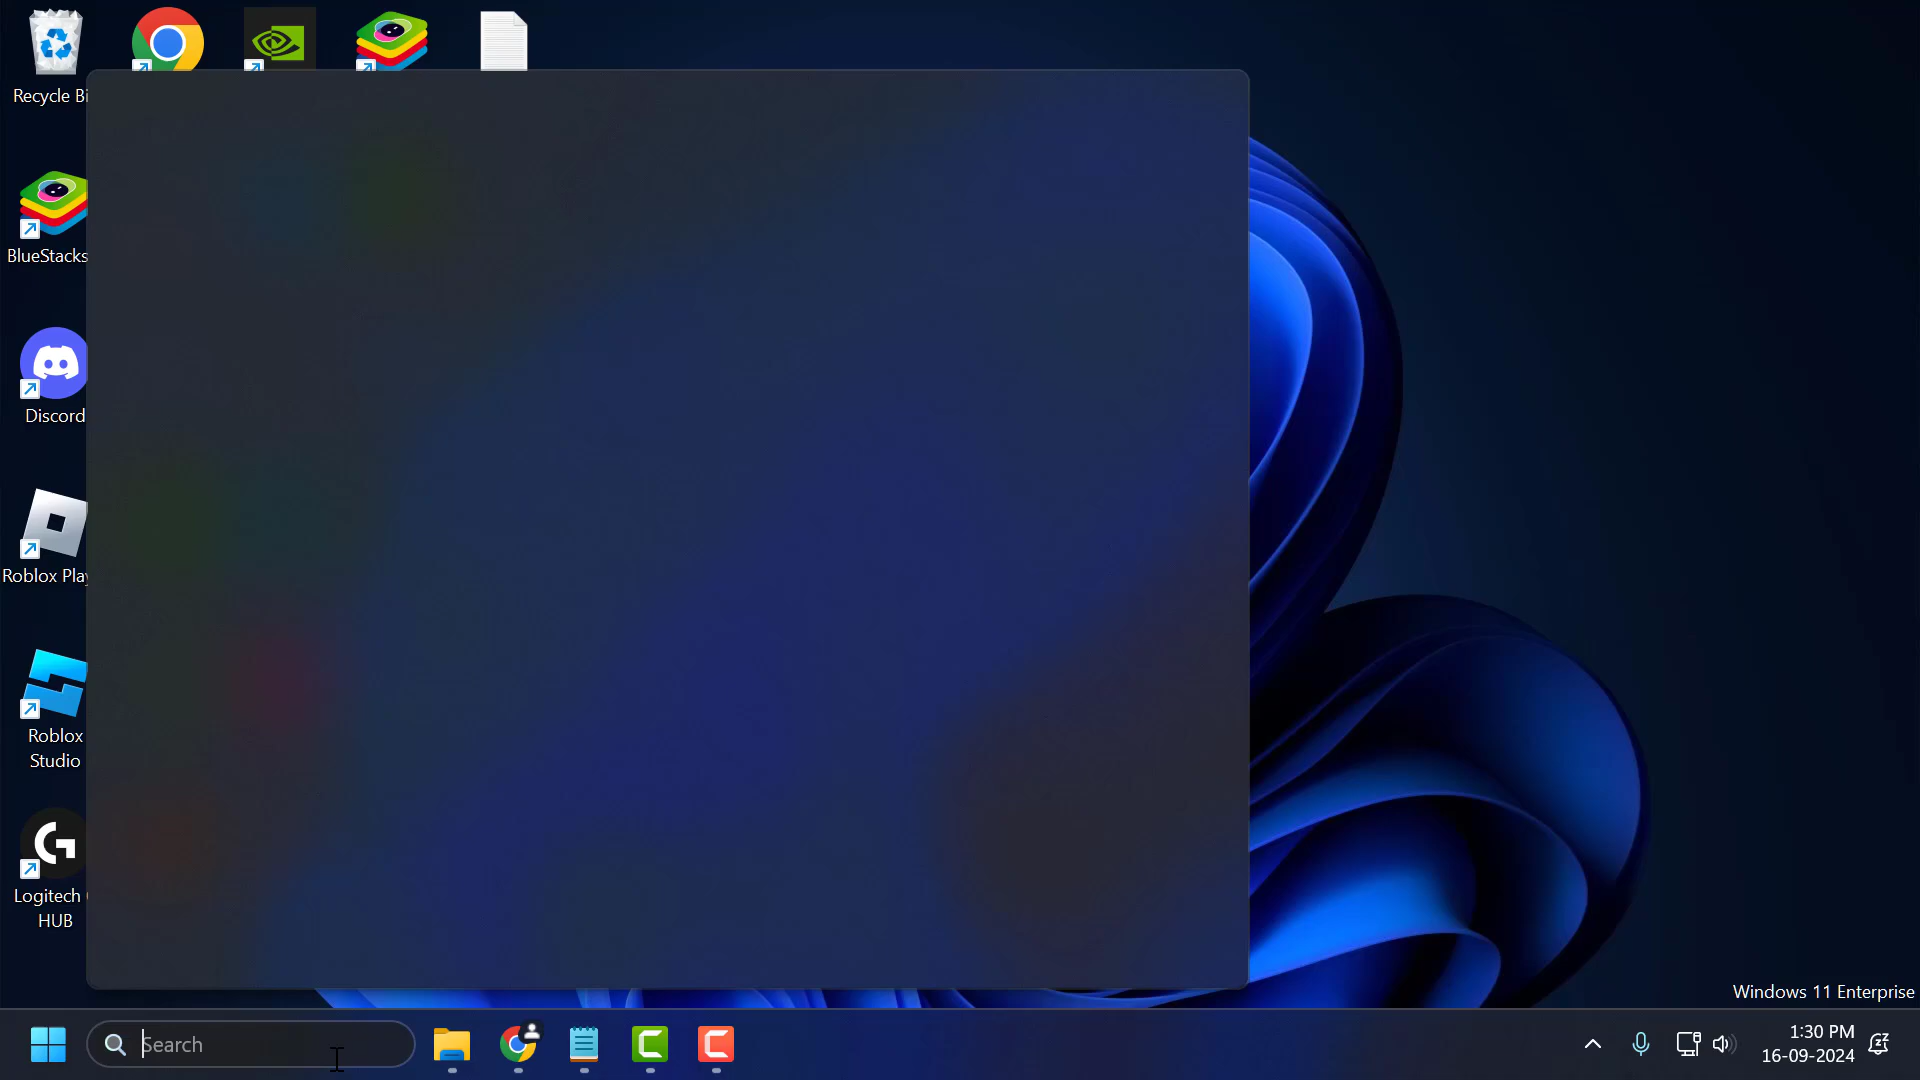 Recycle Bi
BlueStacks
Discord
Roblox Play
Roblox
Studio
Logitech
HUB
Windows 11 Enterprise
Search
1:30 PM
16-09-2024